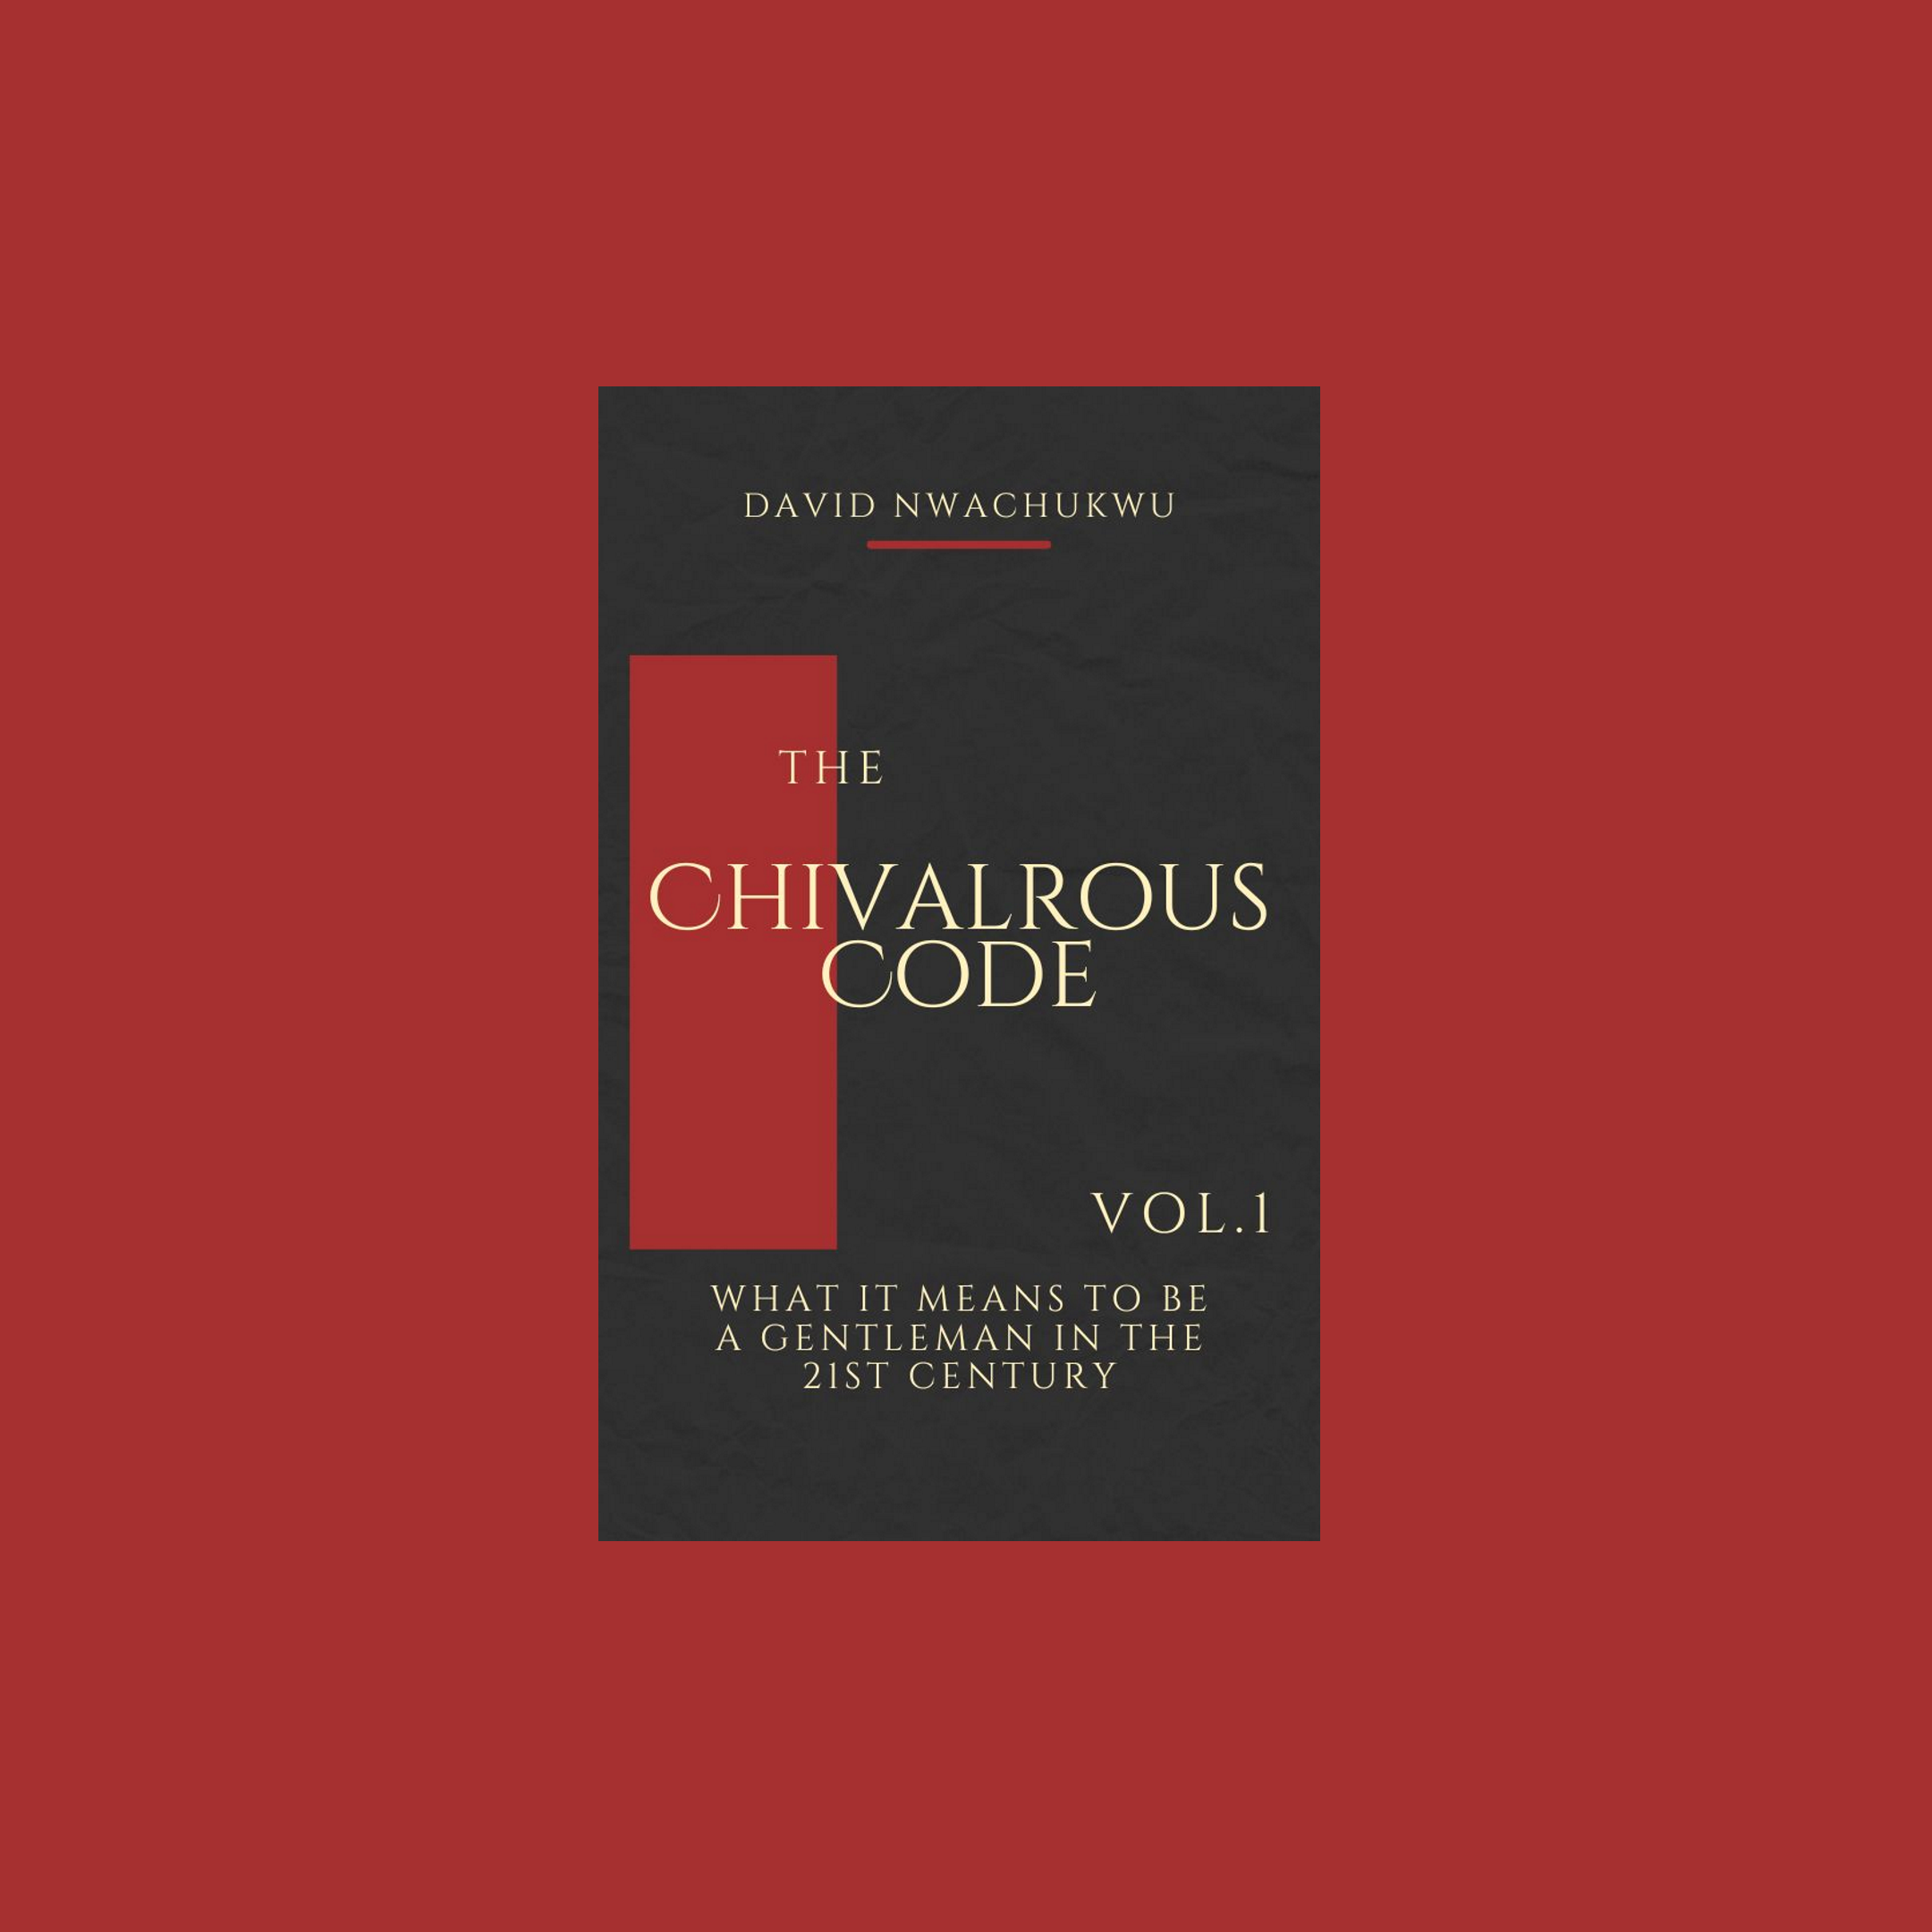 DAVID NWACHUKWU
THE
CHIVALROUS
CODE
VOL.1
WHAT IT MEANS TO BE
A GENTLEMAN IN THE
21ST CENTURY